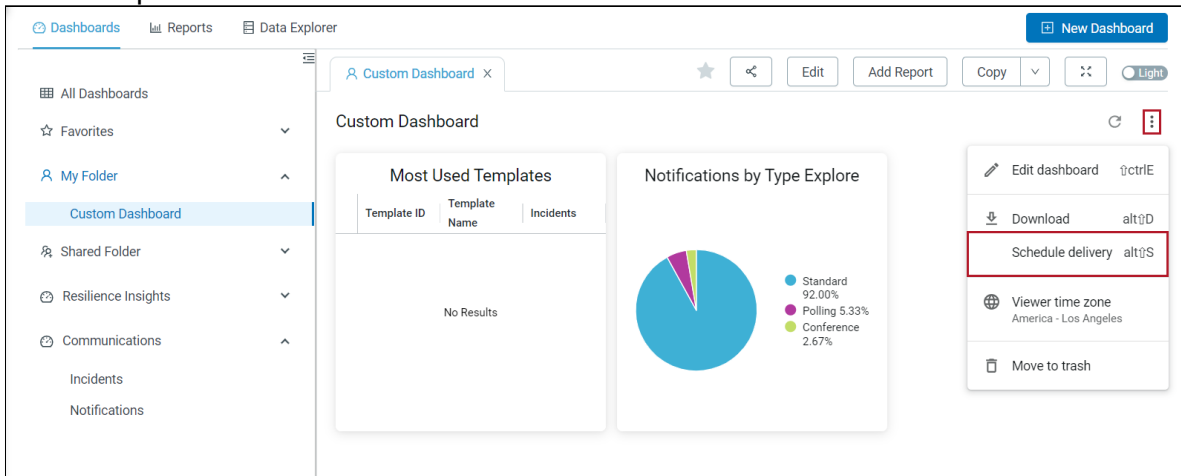 Dashboards Reports Data Explorer New Dashboard
Custom Dashboard × Edit Add Report Copy Light
All Dashboards
Favorites
My Folder
Custom Dashboard
Shared Folder
Resilience Insights
Communications
Incidents
Notifications
Custom Dashboard
Most Used Templates
Template ID Template Name Incidents
No Results
Notifications by Type Explore
Standard
92.00%
Polling 5.33%
Conference
2.67%
Edit dashboard ⇧ctrlE
Download alt⇧D
Schedule delivery alt⇧S
Viewer time zone
America - Los Angeles
Move to trash